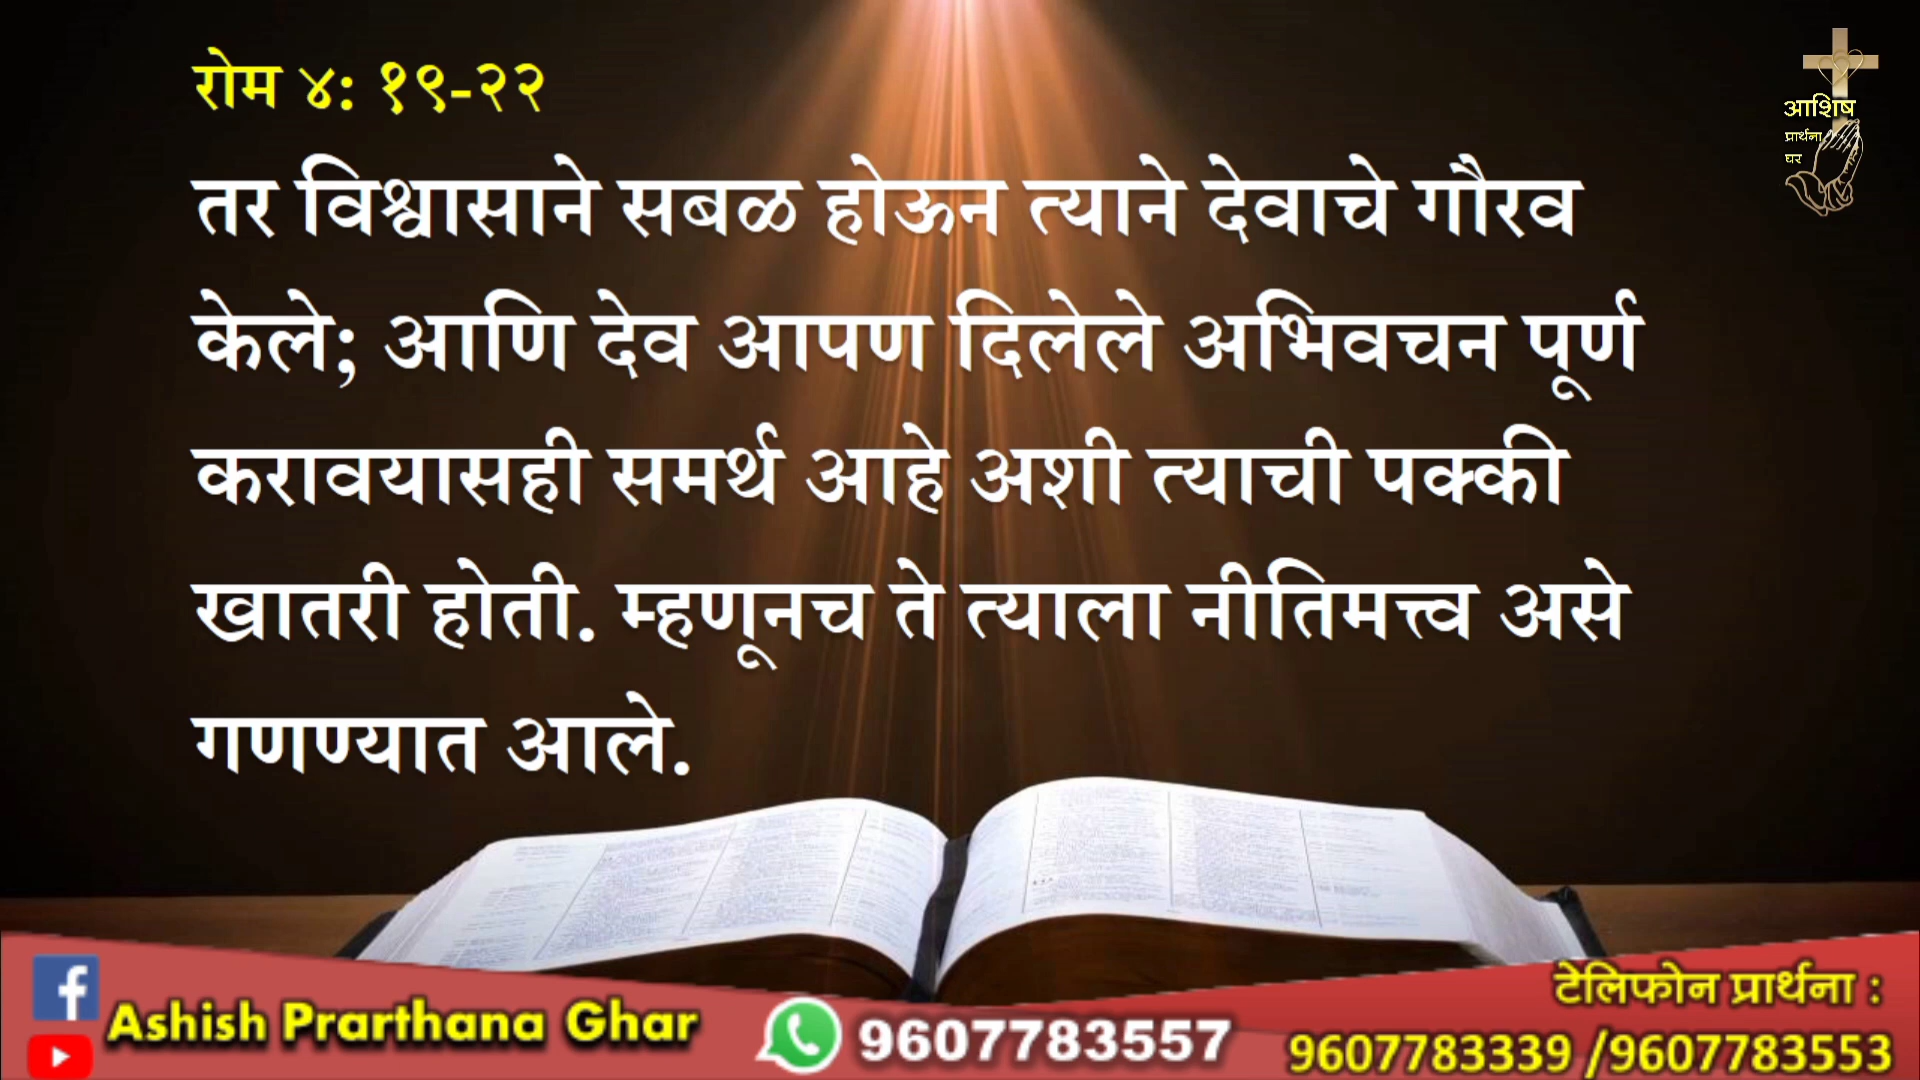 रोम ४: १९-२२
तर विश्वासाने सबळ होऊन त्याने देवाचे गौरव
केले; आणि देव आपण दिलेले अभिवचन पूर्ण
करावयासही समर्थ आहे अशी त्याची पक्की
खातरी होती. म्हणूनच ते त्याला नीतिमत्त्व असे
गणण्यात आले.
आशिष
प्रार्थना
घर
Ashish Prarthana Ghar
9607783557
टेलिफोन प्रार्थना :
9607783339 /9607783553